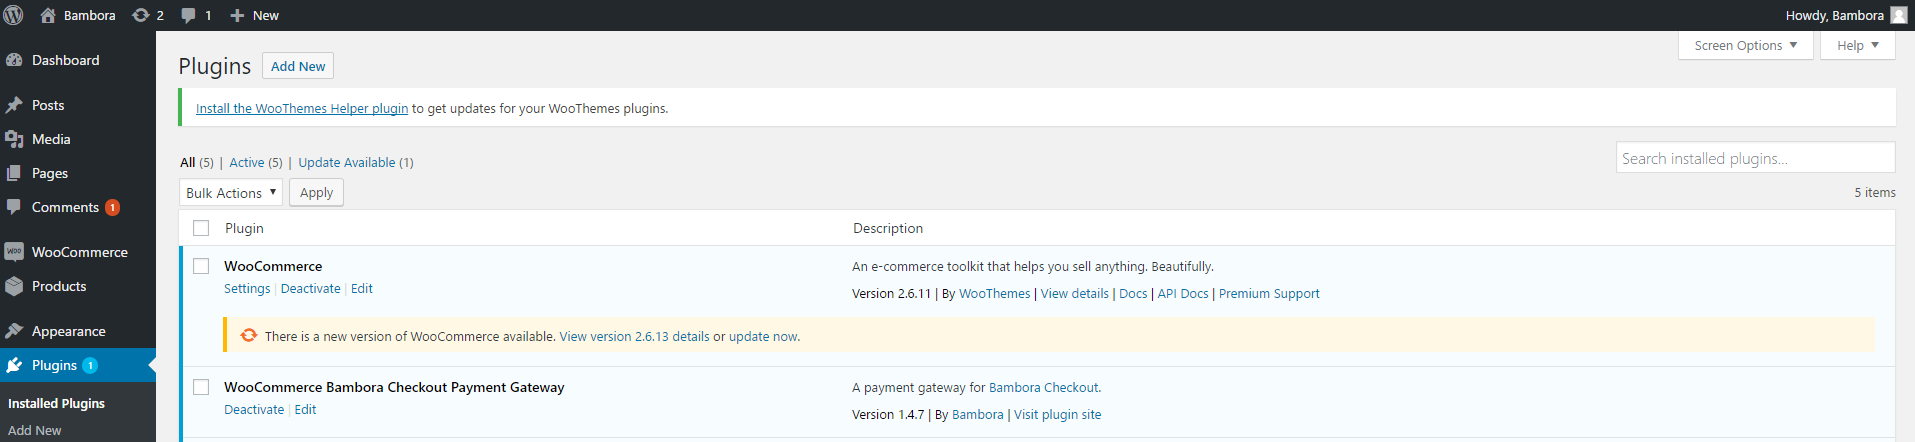 Bambora 2 1 New Howdy, Bambora
Dashboard
Posts
Media
Pages
Comments 1
WooCommerce
Products
Appearance
Plugins 1
Installed Plugins
Add New
Screen Options Help
Plugins Add New
Install the WooThemes Helper plugin to get updates for your WooThemes plugins.
All (5) | Active (5) | Update Available (1)
Search installed plugins...
Bulk Actions Apply
5 items
Plugin Description
WooCommerce An e-commerce toolkit that helps you sell anything. Beautifully.
Settings | Deactivate | Edit Version 2.6.11 | By WooThemes | View details | Docs | API Docs | Premium Support
There is a new version of WooCommerce available. View version 2.6.13 details or update now.
WooCommerce Bambora Checkout Payment Gateway A payment gateway for Bambora Checkout.
Deactivate | Edit Version 1.4.7 | By Bambora | Visit plugin site